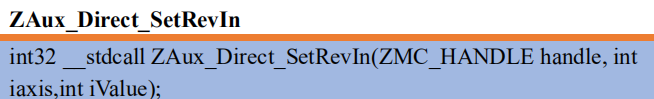 ZAux_Direct_SetRevIn
int32 __stdcall ZAux_Direct_SetRevIn(ZMC_HANDLE handle, int
iaxis,int iValue);